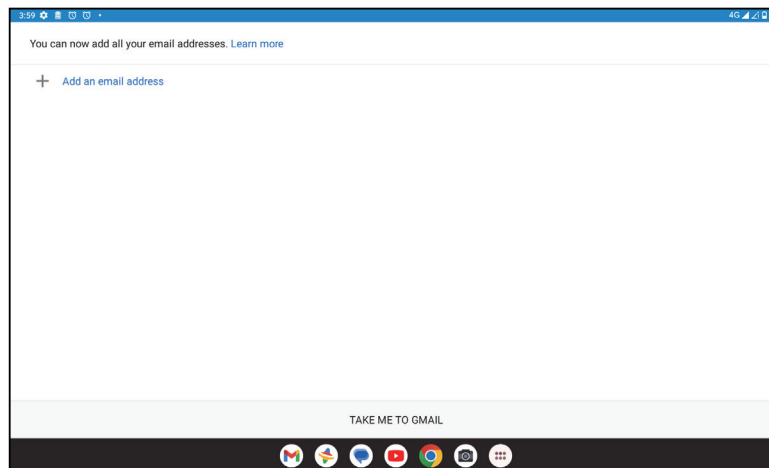 3:59
4G
You can now add all your email addresses. Learn more
Add an email address
TAKE ME TO GMAIL